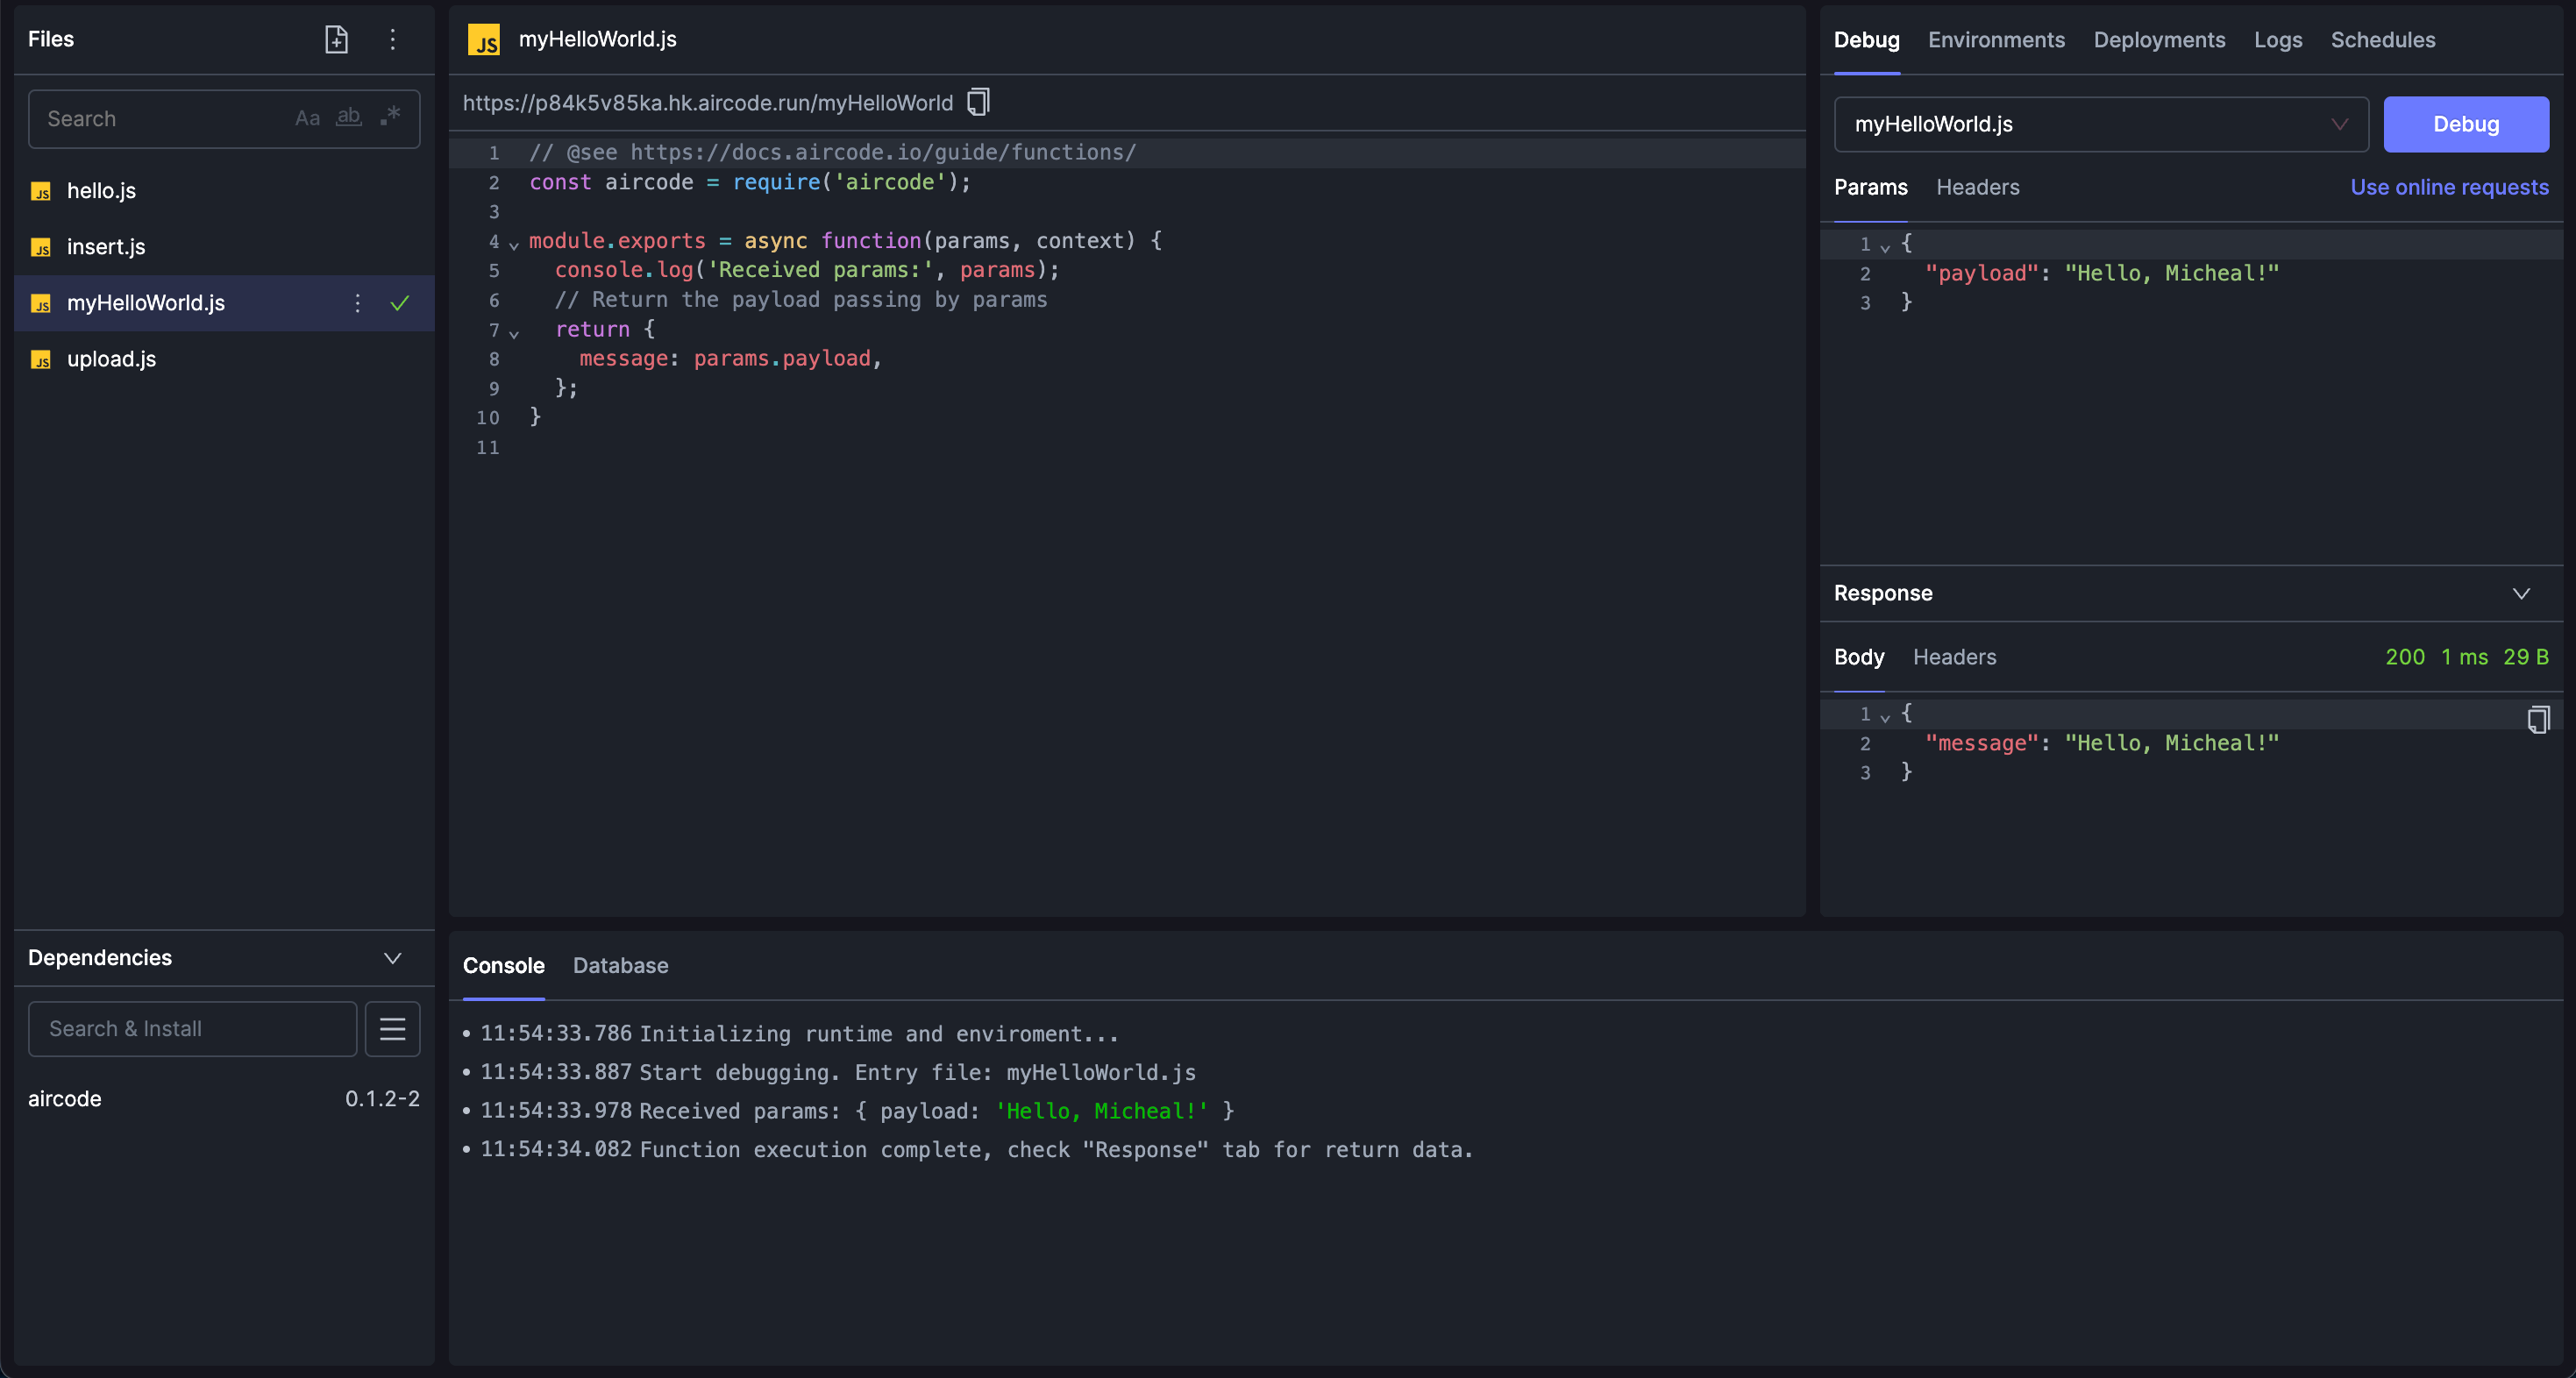 Files
Search Aa ab .*
JS hello.js
JS insert.js
JS myHelloWorld.js
JS upload.js
Dependencies
Search & Install
aircode 0.1.2-2
JS myHelloWorld.js
https://p84k5v85ka.hk.aircode.run/myHelloWorld
1 // @see https://docs.aircode.io/guide/functions/
2 const aircode = require('aircode');
3
4 module.exports = async function(params, context) {
5   console.log('Received params:', params);
6   // Return the payload passing by params
7   return {
8     message: params.payload,
9   };
10 }
11
Debug Environments Deployments Logs Schedules
myHelloWorld.js Debug
Params Headers Use online requests
1 {
2   "payload": "Hello, Micheal!"
3 }
Response
Body Headers 200 1 ms 29 B
1 {
2   "message": "Hello, Micheal!"
3 }
Console Database
• 11:54:33.786 Initializing runtime and enviroment...
• 11:54:33.887 Start debugging. Entry file: myHelloWorld.js
• 11:54:33.978 Received params: { payload: 'Hello, Micheal!' }
• 11:54:34.082 Function execution complete, check "Response" tab for return data.